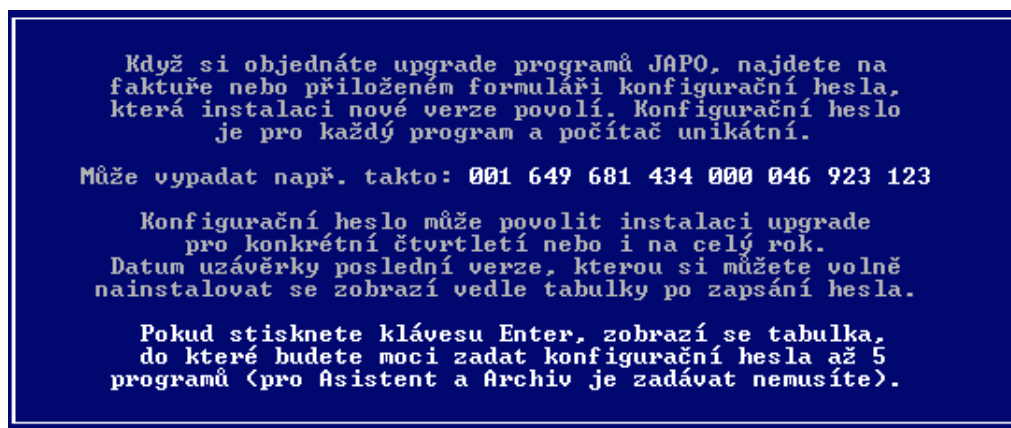 Když si objednáte upgrade programů JAPO, najdete na
faktuře nebo přiloženém formuláři konfigurační hesla,
která instalaci nové verze povolí. Konfigurační heslo
je pro každý program a počítač unikátní.
Může vypadat např. takto: 001 649 681 434 000 046 923 123
Konfigurační heslo může povolit instalaci upgrade
pro konkrétní čtvrtletí nebo i na celý rok.
Datum uzávěrky poslední verze, kterou si můžete volně
nainstalovat se zobrazí vedle tabulky po zapsání hesla.
Pokud stisknete klávesu Enter, zobrazí se tabulka,
do které budete moci zadat konfigurační hesla až 5
programů (pro Asistent a Archiv je zadávat nemusíte).